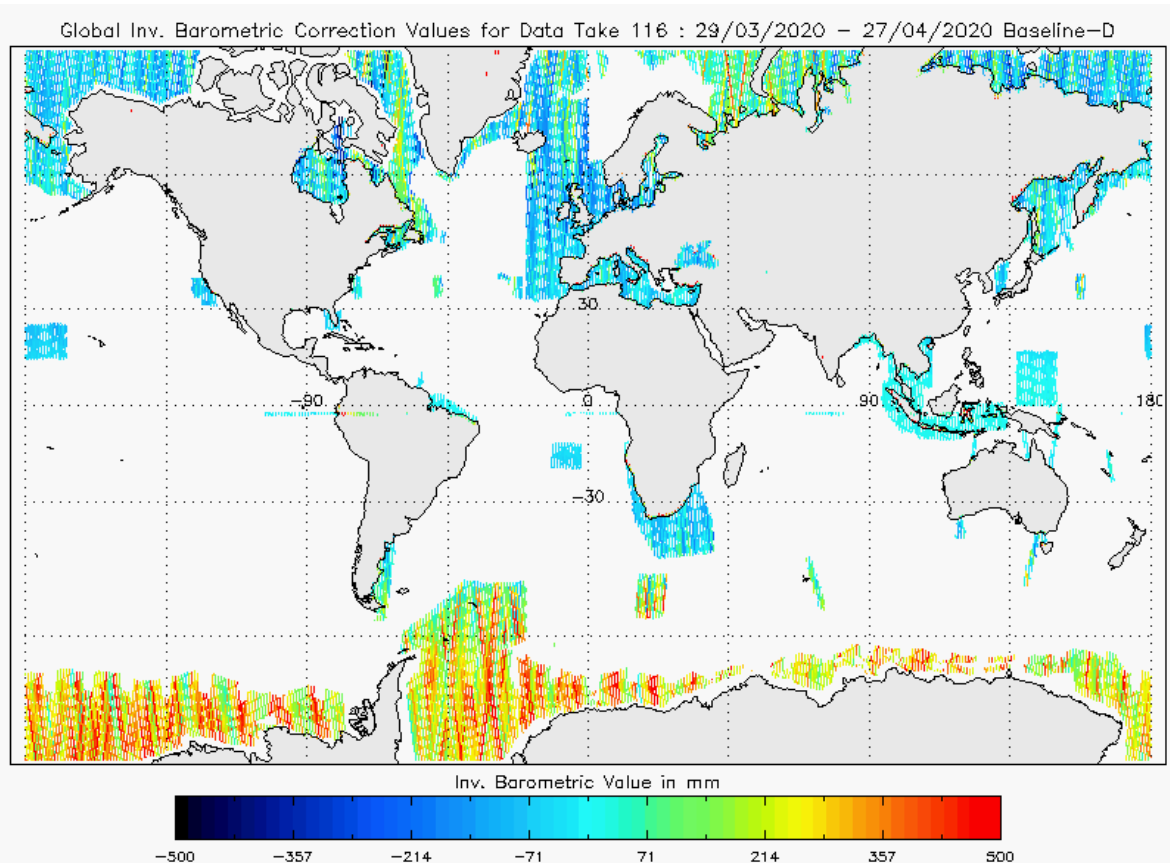 Global Inv. Barometric Correction Values for Data Take 116 : 29/03/2020 – 27/04/2020 Baseline–D
30
–90 0 90 180
–30
Inv. Barometric Value in mm
–500 –357 –214 –71 71 214 357 500